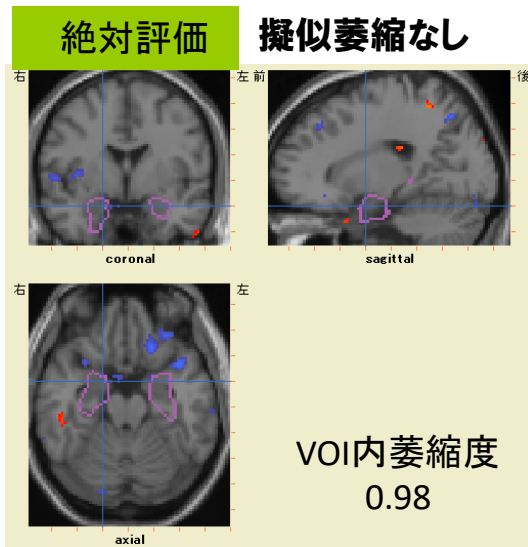 絶対評価 擬似萎縮なし
右 左 前 後
coronal sagittal
右 左
VOI内萎縮度
0.98
axial